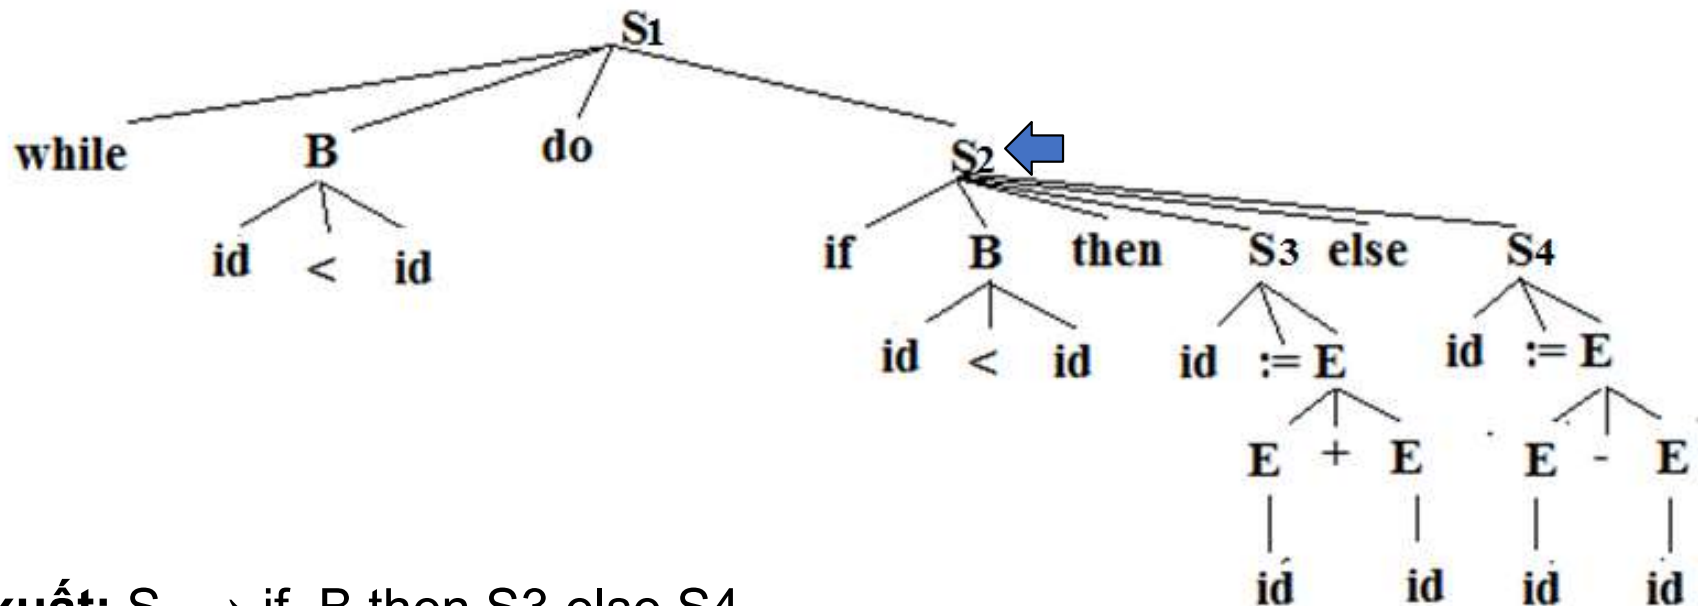 S1
while B do S2
id < id
if B then S3 else S4
id < id
id := E
id := E
E + E
E - E
id id id id
xuất: S → if B then S3 else S4